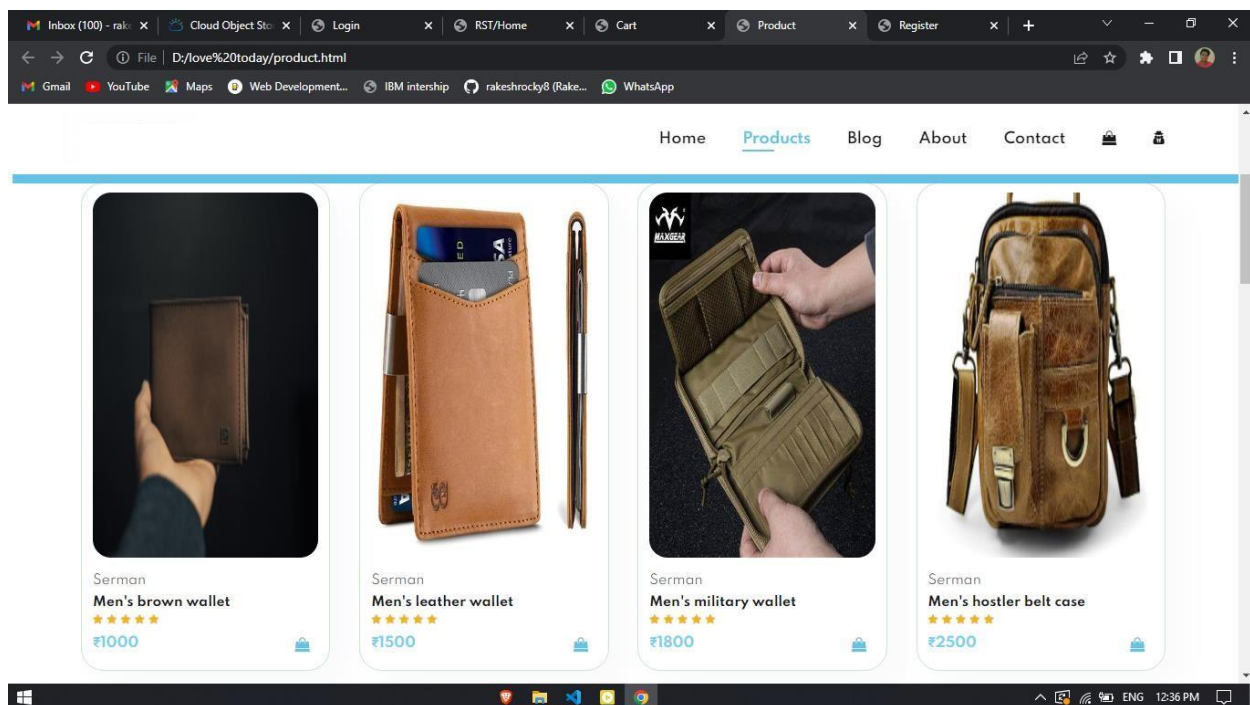 Inbox (100) - rak
Cloud Object Sto
Login
RST/Home
Cart
Product
Register
File
D:/love%20today/product.html
Gmail
YouTube
Maps
Web Development...
IBM intership
rakeshrocky8 (Rake...
WhatsApp
Home
Products
Blog
About
Contact
VISA
MAXGEAR
Serman
Men's brown wallet
₹1000
Serman
Men's leather wallet
₹1500
Serman
Men's military wallet
₹1800
Serman
Men's hostler belt case
₹2500
ENG
12:36 PM